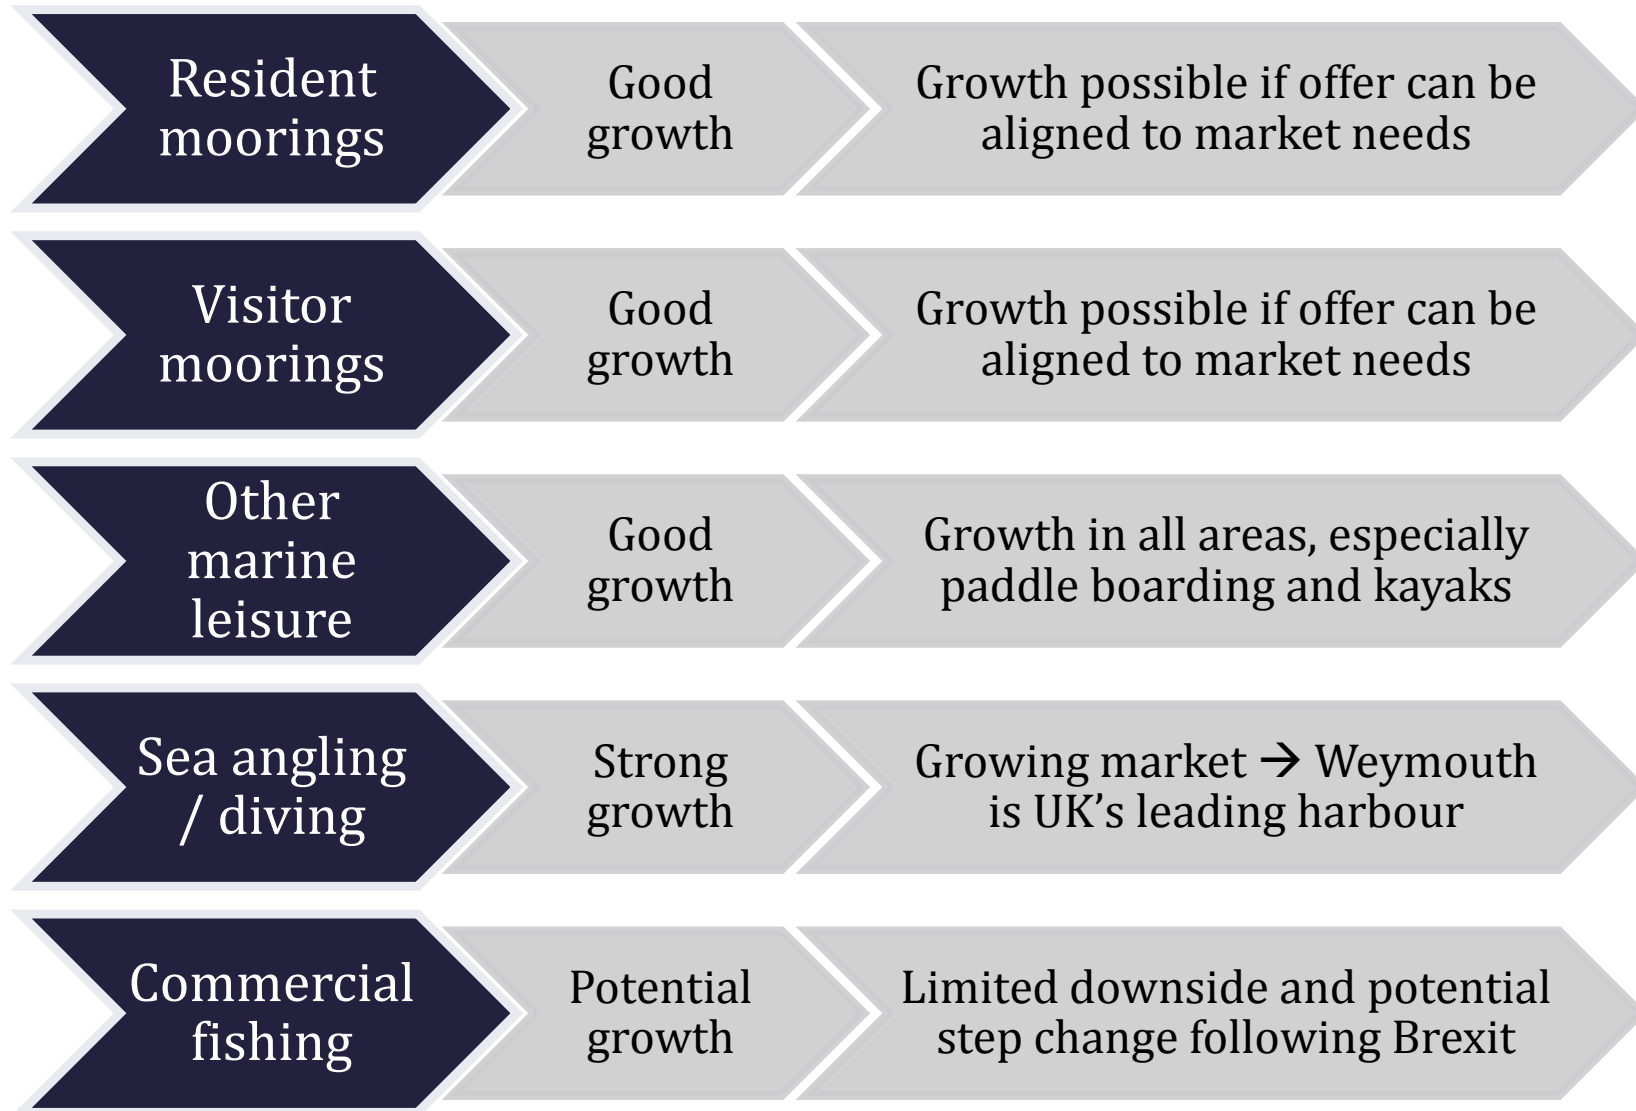 Resident
moorings
Good
growth
Growth possible if offer can be
aligned to market needs
Visitor
moorings
Good
growth
Growth possible if offer can be
aligned to market needs
Other
marine
leisure
Good
growth
Growth in all areas, especially
paddle boarding and kayaks
Sea angling
/ diving
Strong
growth
Growing market → Weymouth
is UK’s leading harbour
Commercial
fishing
Potential
growth
Limited downside and potential
step change following Brexit